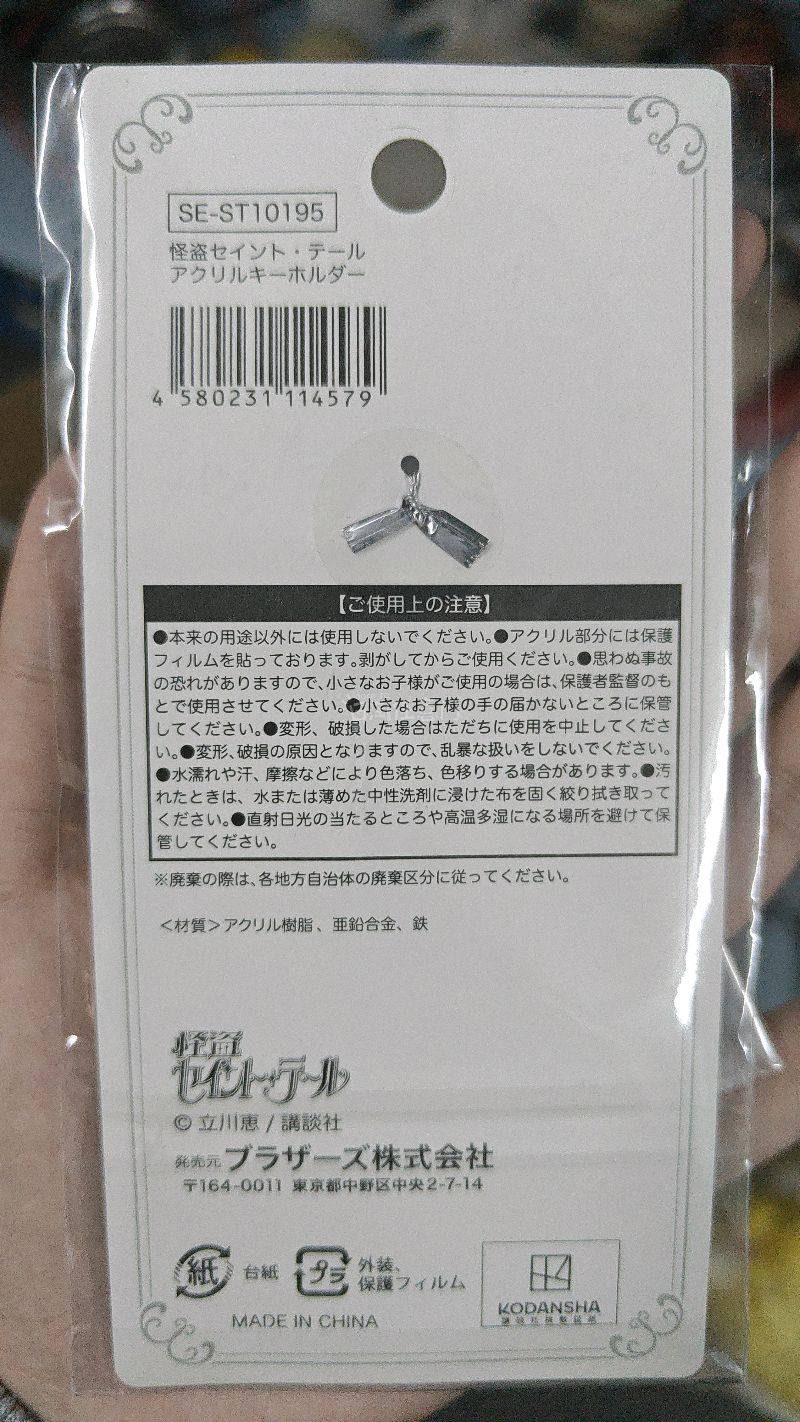 SE-ST10195
怪盗セイント・テール
アクリルキーホルダー
4 580231 114579
【ご使用上の注意】
●本来の用途以外には使用しないでください。●アクリル部分には保護
フィルムを貼っております。剥がしてからご使用ください。●思わぬ事故
の恐れがありますので、小さなお子様がご使用の場合は、保護者監督のも
とで使用させてください。●小さなお子様の手の届かないところに保管
してください。●変形、破損した場合はただちに使用を中止してくださ
い。●変形、破損の原因となりますので、乱暴な扱いをしないでください。
●水濡れや汗、摩擦などにより色落ち、色移りする場合があります。●汚
れたときは、水または薄めた中性洗剤に浸けた布を固く絞り拭き取って
ください。●直射日光の当たるところや高温多湿になる場所を避けて保
管してください。
※廃棄の際は、各地方自治体の廃棄区分に従ってください。
＜材質＞アクリル樹脂、亜鉛合金、鉄
怪盗
セイント・テール
© 立川恵 / 講談社
発売元 ブラザーズ株式会社
〒164-0011 東京都中野区中央2-7-14
紙 台紙 プラ 外装、
保護フィルム
MADE IN CHINA
KODANSHA